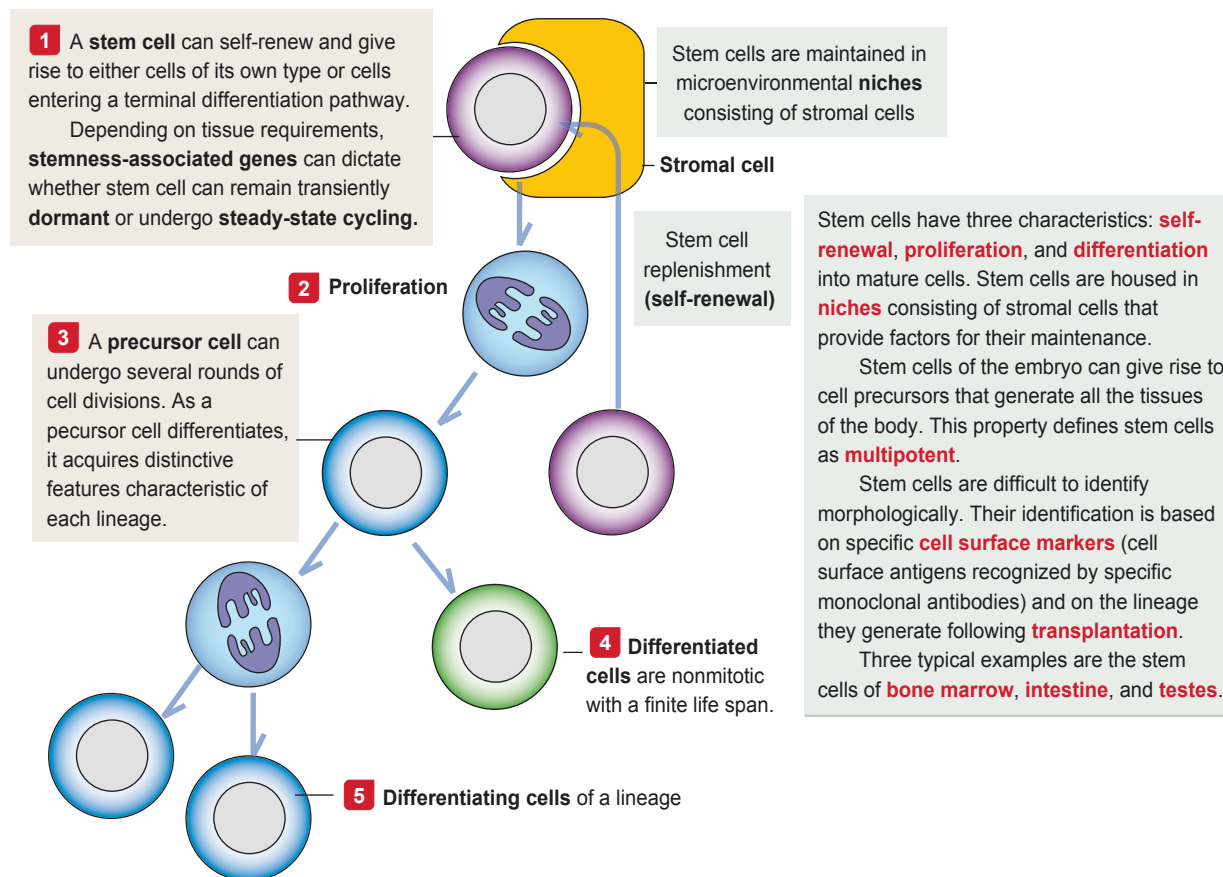 1 A stem cell can self-renew and give
rise to either cells of its own type or cells
entering a terminal differentiation pathway.
Depending on tissue requirements,
stemness-associated genes can dictate
whether stem cell can remain transiently
dormant or undergo steady-state cycling.
Stem cells are maintained in
microenvironmental niches
consisting of stromal cells
Stromal cell
Stem cell
replenishment
(self-renewal)
2 Proliferation
3 A precursor cell can
undergo several rounds of
cell divisions. As a
pecursor cell differentiates,
it acquires distinctive
features characteristic of
each lineage.
4 Differentiated
cells are nonmitotic
with a finite life span.
5 Differentiating cells of a lineage
Stem cells have three characteristics: self-
renewal, proliferation, and differentiation
into mature cells. Stem cells are housed in
niches consisting of stromal cells that
provide factors for their maintenance.
Stem cells of the embryo can give rise to
cell precursors that generate all the tissues
of the body. This property defines stem cells
as multipotent.
Stem cells are difficult to identify
morphologically. Their identification is based
on specific cell surface markers (cell
surface antigens recognized by specific
monoclonal antibodies) and on the lineage
they generate following transplantation.
Three typical examples are the stem
cells of bone marrow, intestine, and testes.